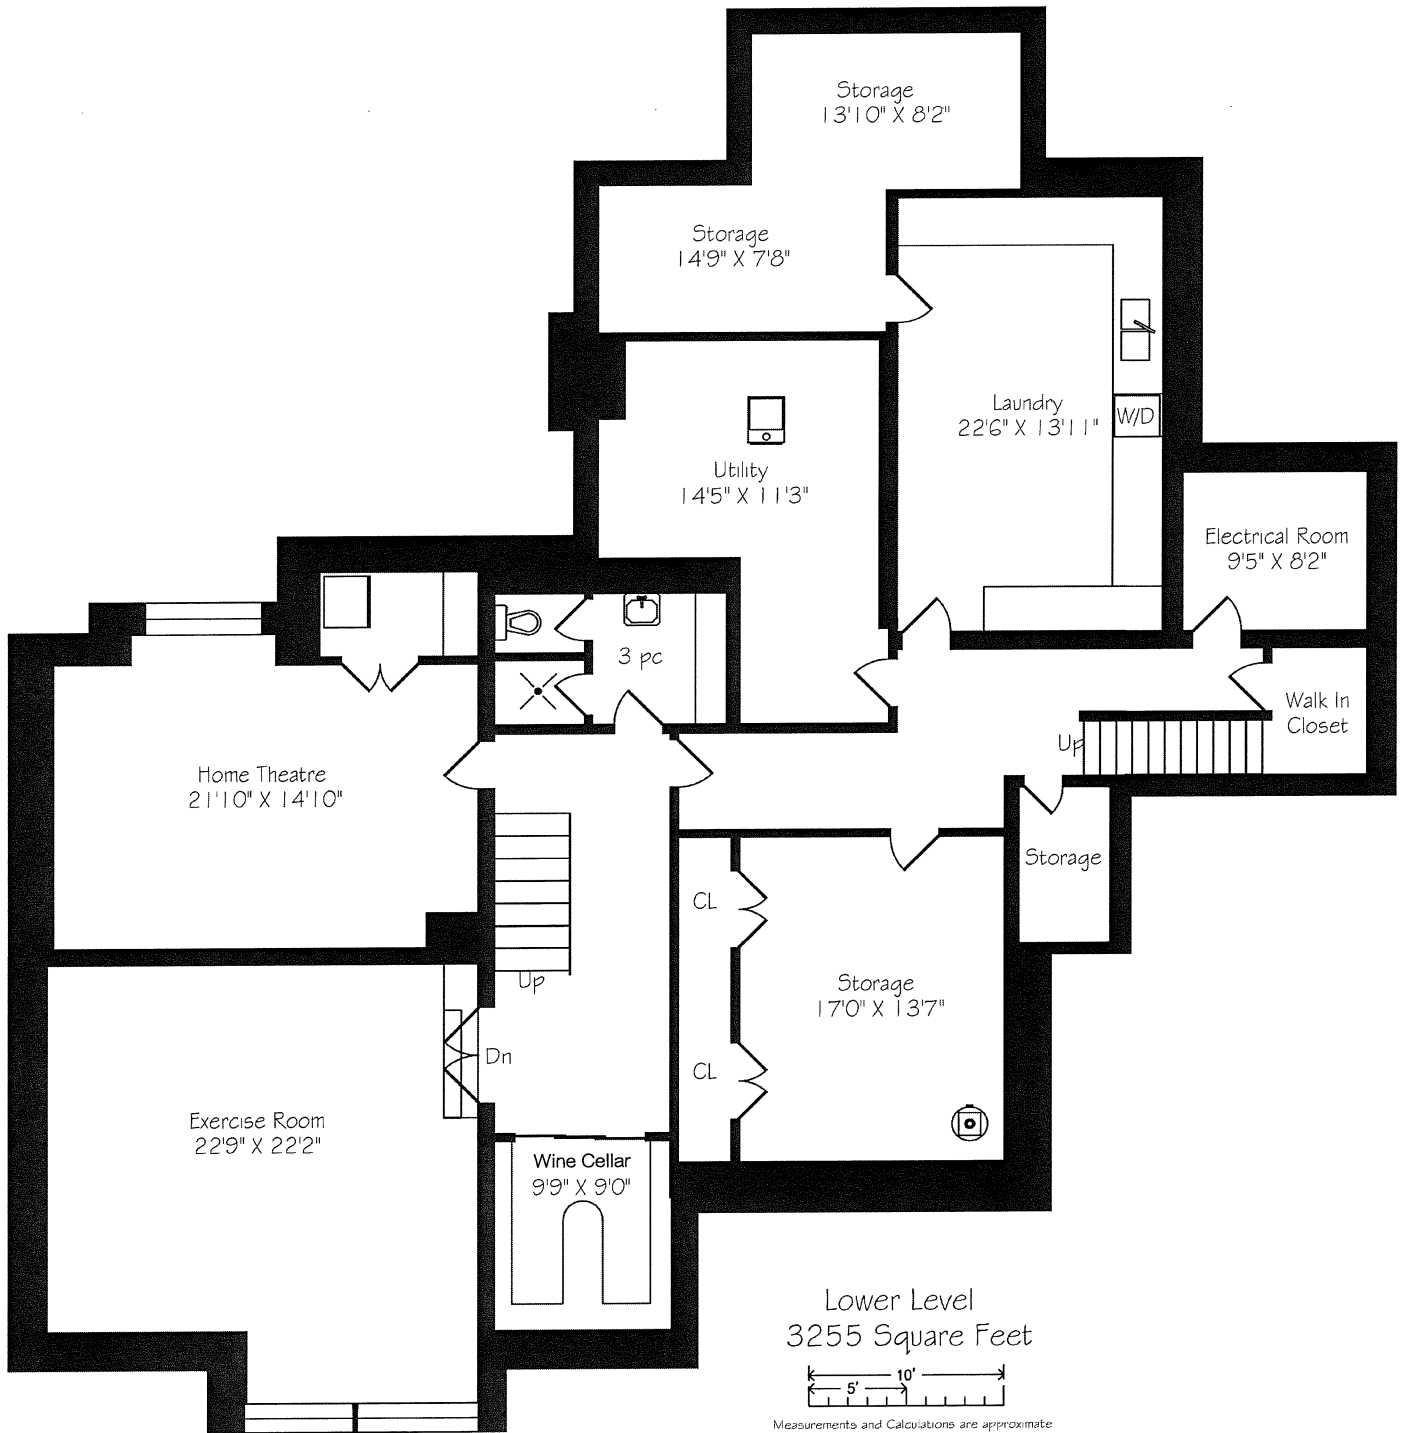 Storage
13'10" X 8'2"
Storage
14'9" X 7'8"
Laundry
22'6" X 13'11"
W/D
Utility
14'5" X 11'3"
Electrical Room
9'5" X 8'2"
3 pc
Walk In
Closet
Up
Home Theatre
21'10" X 14'10"
Storage
CL
Up
Storage
17'0" X 13'7"
Dn
CL
Exercise Room
22'9" X 22'2"
Wine Cellar
9'9" X 9'0"
Lower Level
3255 Square Feet
10'
5'
Measurements and Calculations are approximate